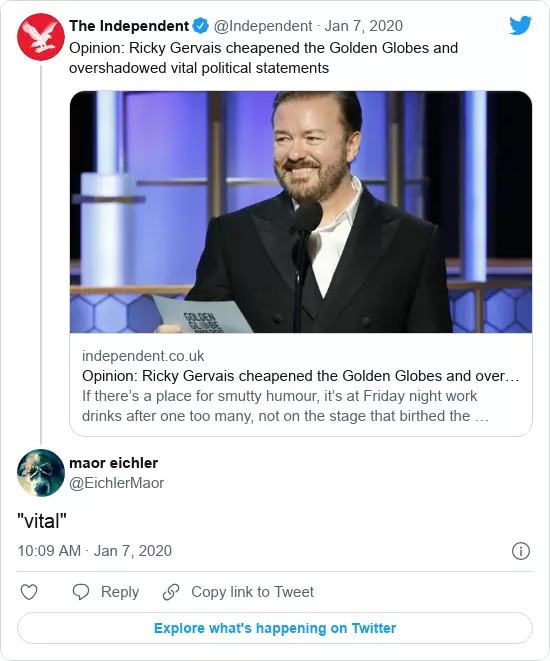 The Independent @Independent · Jan 7, 2020
Opinion: Ricky Gervais cheapened the Golden Globes and
overshadowed vital political statements
GOLDEN
GLOBE
AWARDS
independent.co.uk
Opinion: Ricky Gervais cheapened the Golden Globes and over…
If there's a place for smutty humour, it's at Friday night work
drinks after one too many, not on the stage that birthed the …
maor eichler
@EichlerMaor
"vital"
10:09 AM · Jan 7, 2020
Reply Copy link to Tweet
Explore what's happening on Twitter